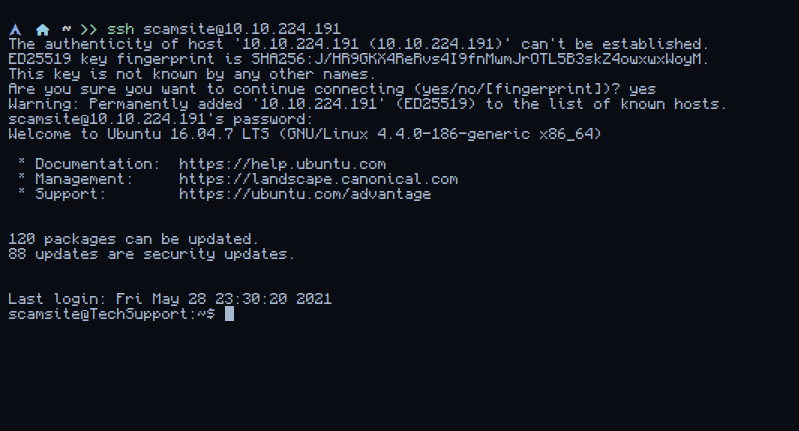 ~ >> ssh scamsite@10.10.224.191
The authenticity of host '10.10.224.191 (10.10.224.191)' can't be established.
ED25519 key fingerprint is SHA256:J/HR9GKX4ReRvs4I9fnMwmJrOTL5B3skZ4owxwxWoyM.
This key is not known by any other names.
Are you sure you want to continue connecting (yes/no/[fingerprint])? yes
Warning: Permanently added '10.10.224.191' (ED25519) to the list of known hosts.
scamsite@10.10.224.191's password:
Welcome to Ubuntu 16.04.7 LTS (GNU/Linux 4.4.0-186-generic x86_64)
* Documentation:  https://help.ubuntu.com
* Management:     https://landscape.canonical.com
* Support:        https://ubuntu.com/advantage
120 packages can be updated.
88 updates are security updates.
Last login: Fri May 28 23:30:20 2021
scamsite@TechSupport:~$